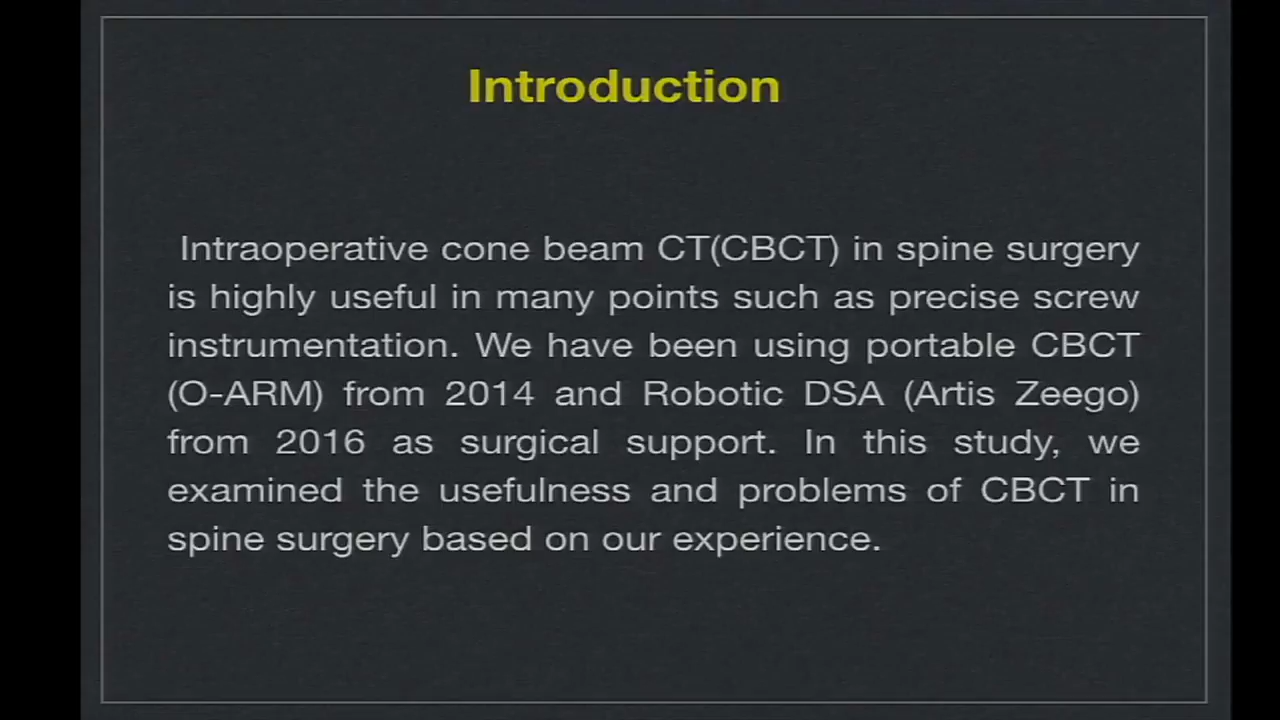 Introduction
Intraoperative cone beam CT(CBCT) in spine surgery
is highly useful in many points such as precise screw
instrumentation. We have been using portable CBCT
(O-ARM) from 2014 and Robotic DSA (Artis Zeego)
from 2016 as surgical support. In this study, we
examined the usefulness and problems of CBCT in
spine surgery based on our experience.